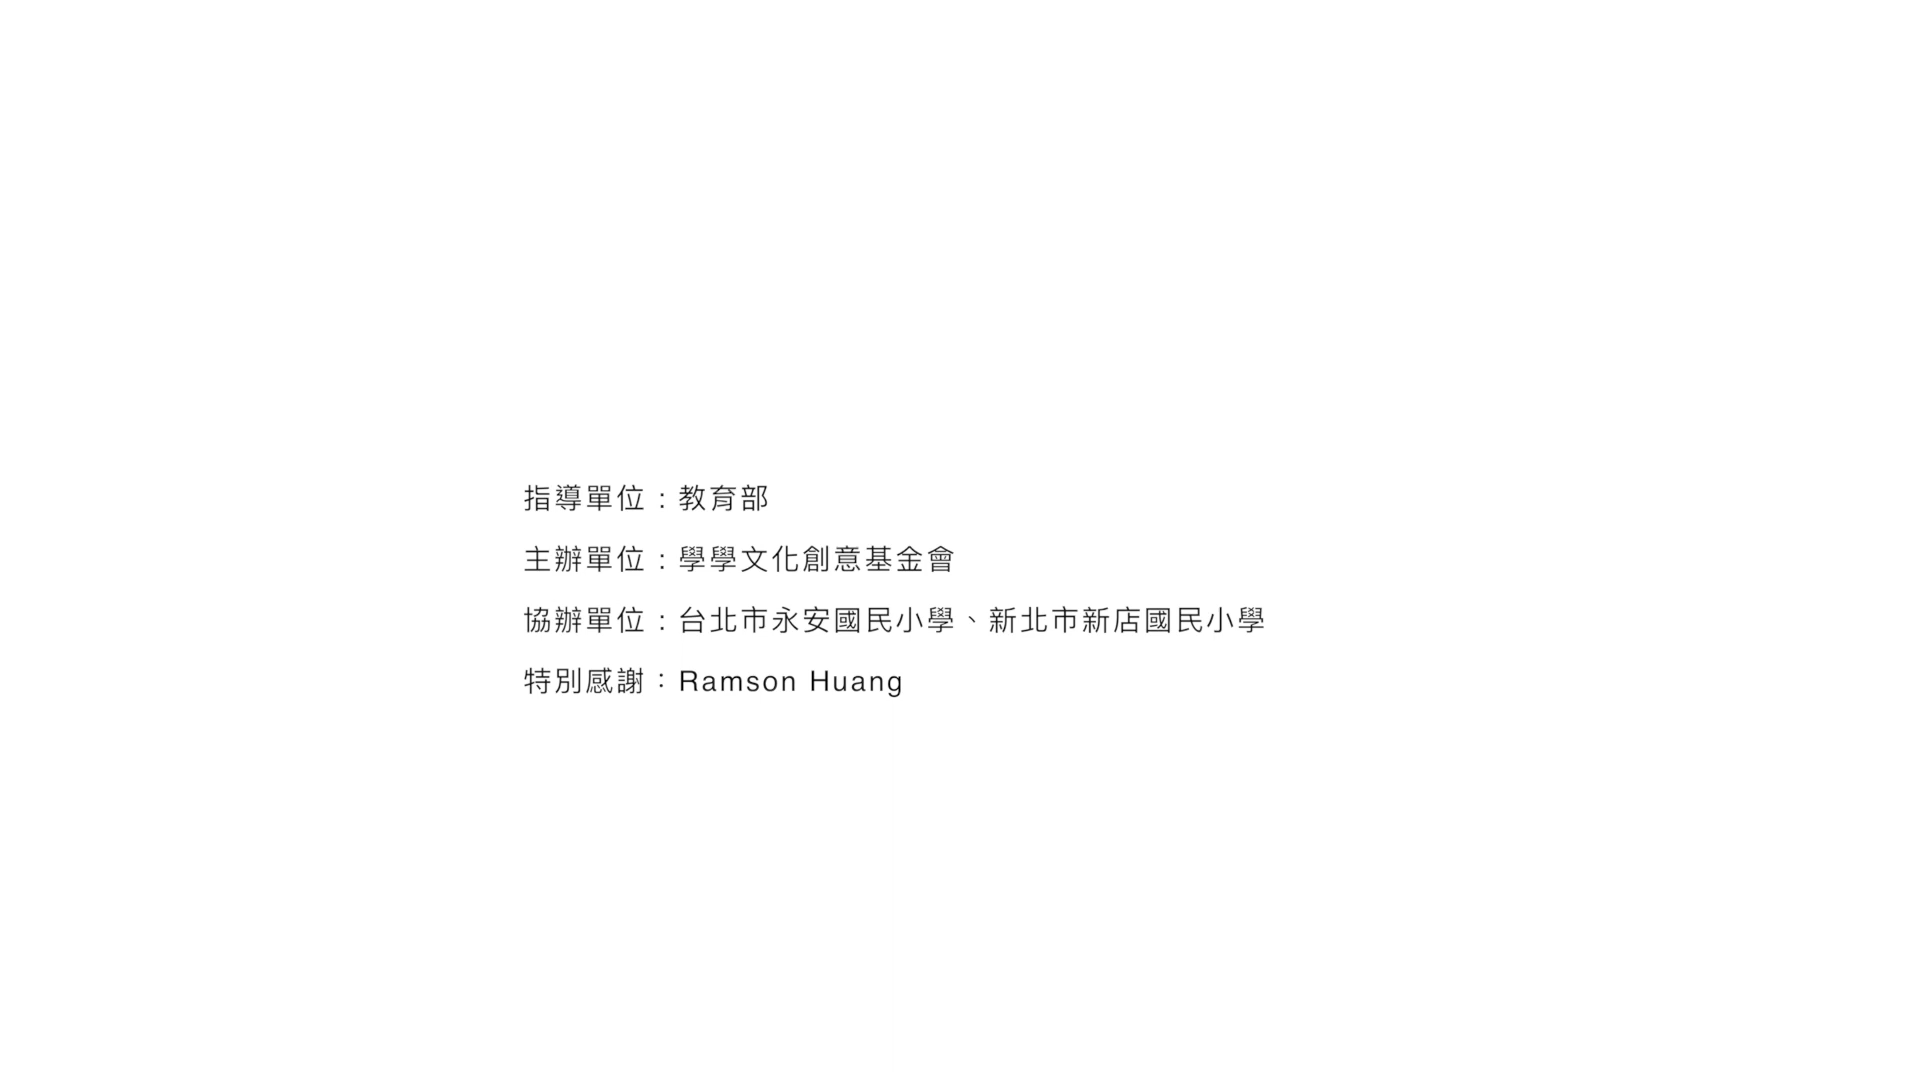 指導單位：教育部
主辦單位：學學文化創意基金會
協辦單位：台北市永安國民小學、新北市新店國民小學
特別感謝：Ramson Huang